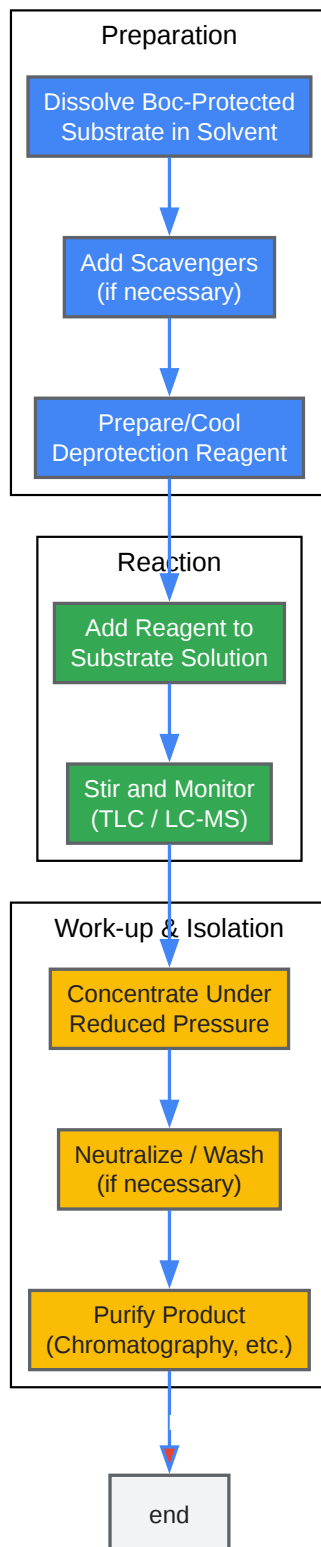 Preparation
Dissolve Boc-Protected
Substrate in Solvent
Add Scavengers
(if necessary)
Prepare/Cool
Deprotection Reagent
Reaction
Add Reagent to
Substrate Solution
Stir and Monitor
(TLC / LC-MS)
Work-up & Isolation
Concentrate Under
Reduced Pressure
Neutralize / Wash
(if necessary)
Purify Product
(Chromatography, etc.)
end